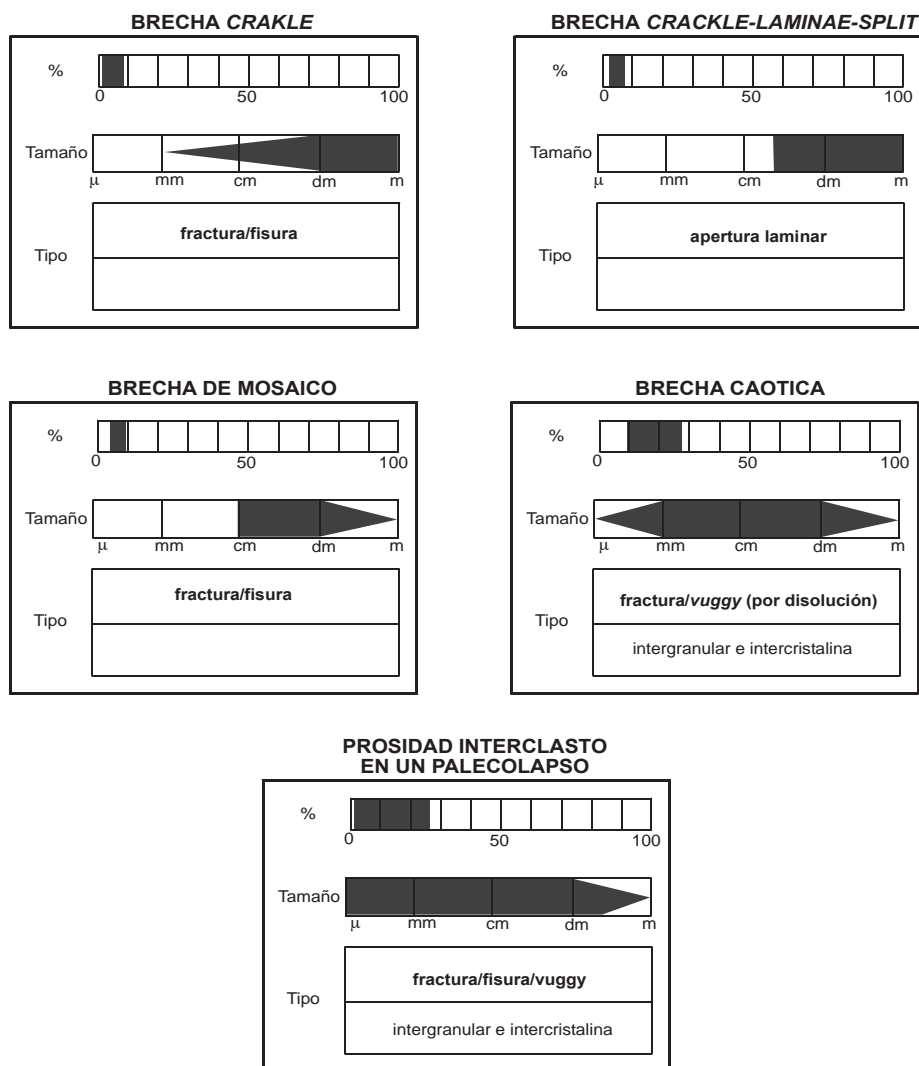 BRECHA CRAKLE
%
0 50 100
Tamaño
μ mm cm dm m
fractura/fisura
Tipo
BRECHA CRACKLE-LAMINAE-SPLIT
%
0 50 100
Tamaño
μ mm cm dm m
apertura laminar
Tipo
BRECHA DE MOSAICO
%
0 50 100
Tamaño
μ mm cm dm m
fractura/fisura
Tipo
BRECHA CAOTICA
%
0 50 100
Tamaño
μ mm cm dm m
fractura/vuggy (por disolución)
Tipo
intergranular e intercristalina
PROSIDAD INTERCLASTO
EN UN PALECOLAPSO
%
0 50 100
Tamaño
μ mm cm dm m
fractura/fisura/vuggy
Tipo
intergranular e intercristalina